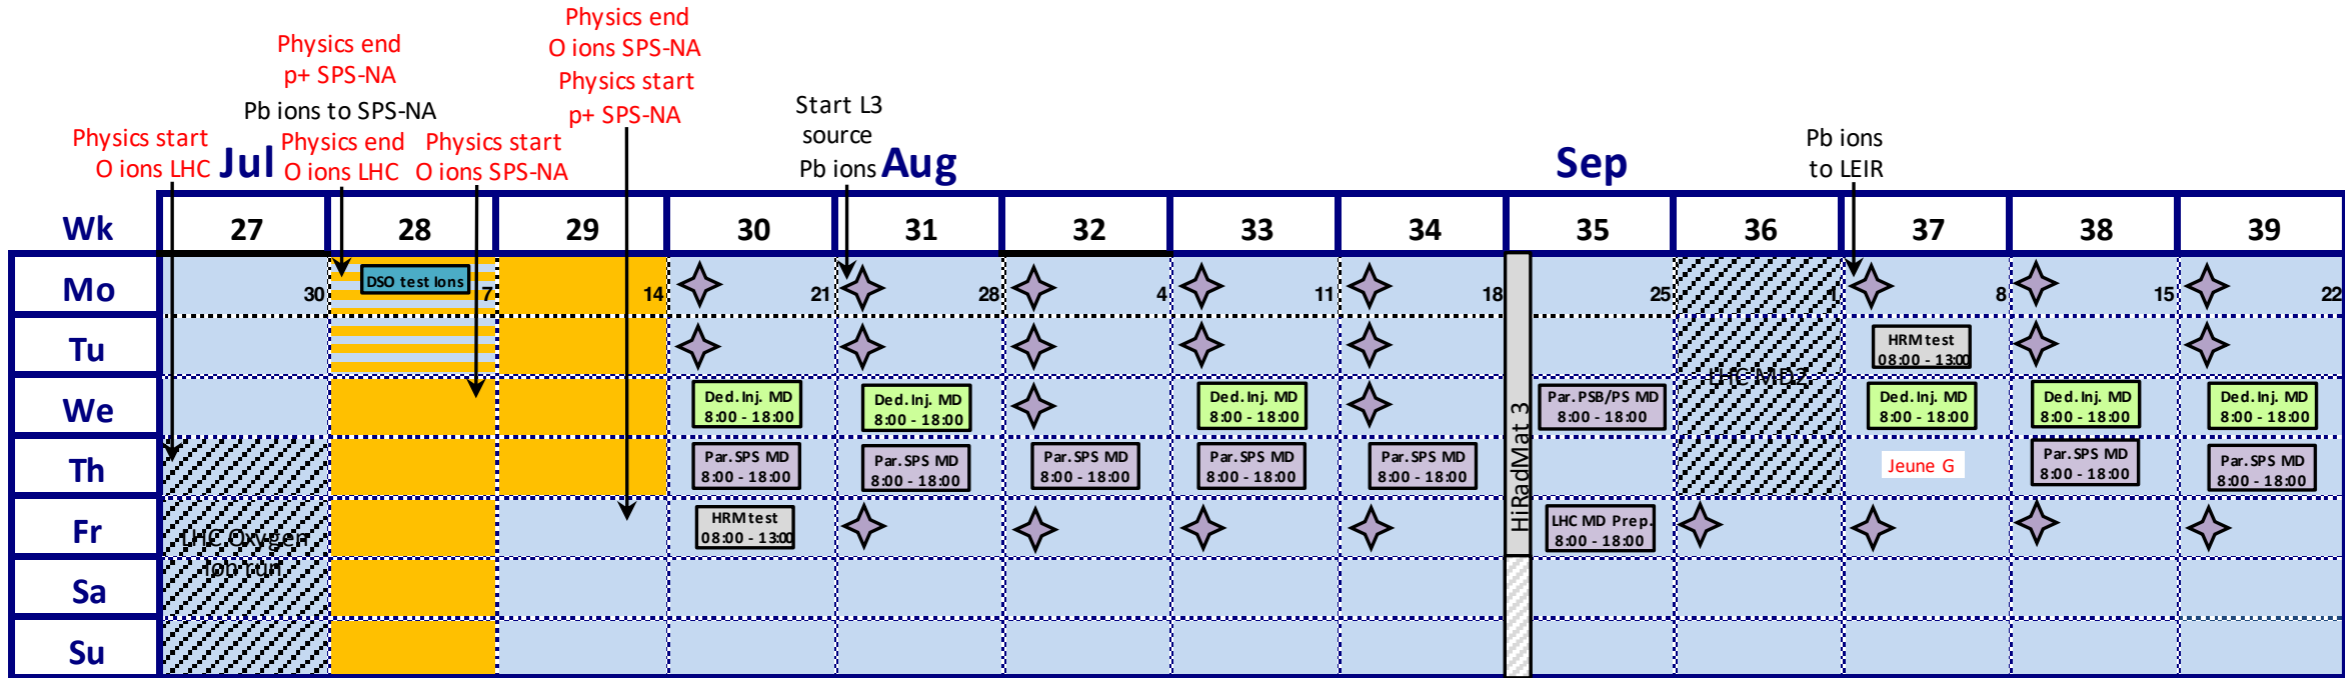 Physics end
O ions SPS-NA
Physics start
p+ SPS-NA
Physics end
p+ SPS-NA
Pb ions to SPS-NA
Physics start
O ions LHC
Jul
Physics end
O ions LHC
Physics start
O ions SPS-NA
Start L3
source
Pb ions
Aug
Sep
Pb ions
to LEIR
Wk 27 28 29 30 31 32 33 34 35 36 37 38 39
Mo 30 DSO test Ions 7 14 21 28 4 11 18 25 1 8 15 22
Tu
HRM test
08:00 - 13:00
We
Ded. Inj. MD
8:00 - 18:00
Ded. Inj. MD
8:00 - 18:00
Ded. Inj. MD
8:00 - 18:00
Par. PSB/PS MD
8:00 - 18:00
LHC MD2
Ded. Inj. MD
8:00 - 18:00
Ded. Inj. MD
8:00 - 18:00
Ded. Inj. MD
8:00 - 18:00
Th
Par. SPS MD
8:00 - 18:00
Par. SPS MD
8:00 - 18:00
Par. SPS MD
8:00 - 18:00
Par. SPS MD
8:00 - 18:00
Par. SPS MD
8:00 - 18:00
HiRadMat 3
Jeune G
Par. SPS MD
8:00 - 18:00
Par. SPS MD
8:00 - 18:00
Fr
LHC Oxygen
Ion run
HRM test
08:00 - 13:00
LHC MD Prep.
8:00 - 18:00
Sa
Su